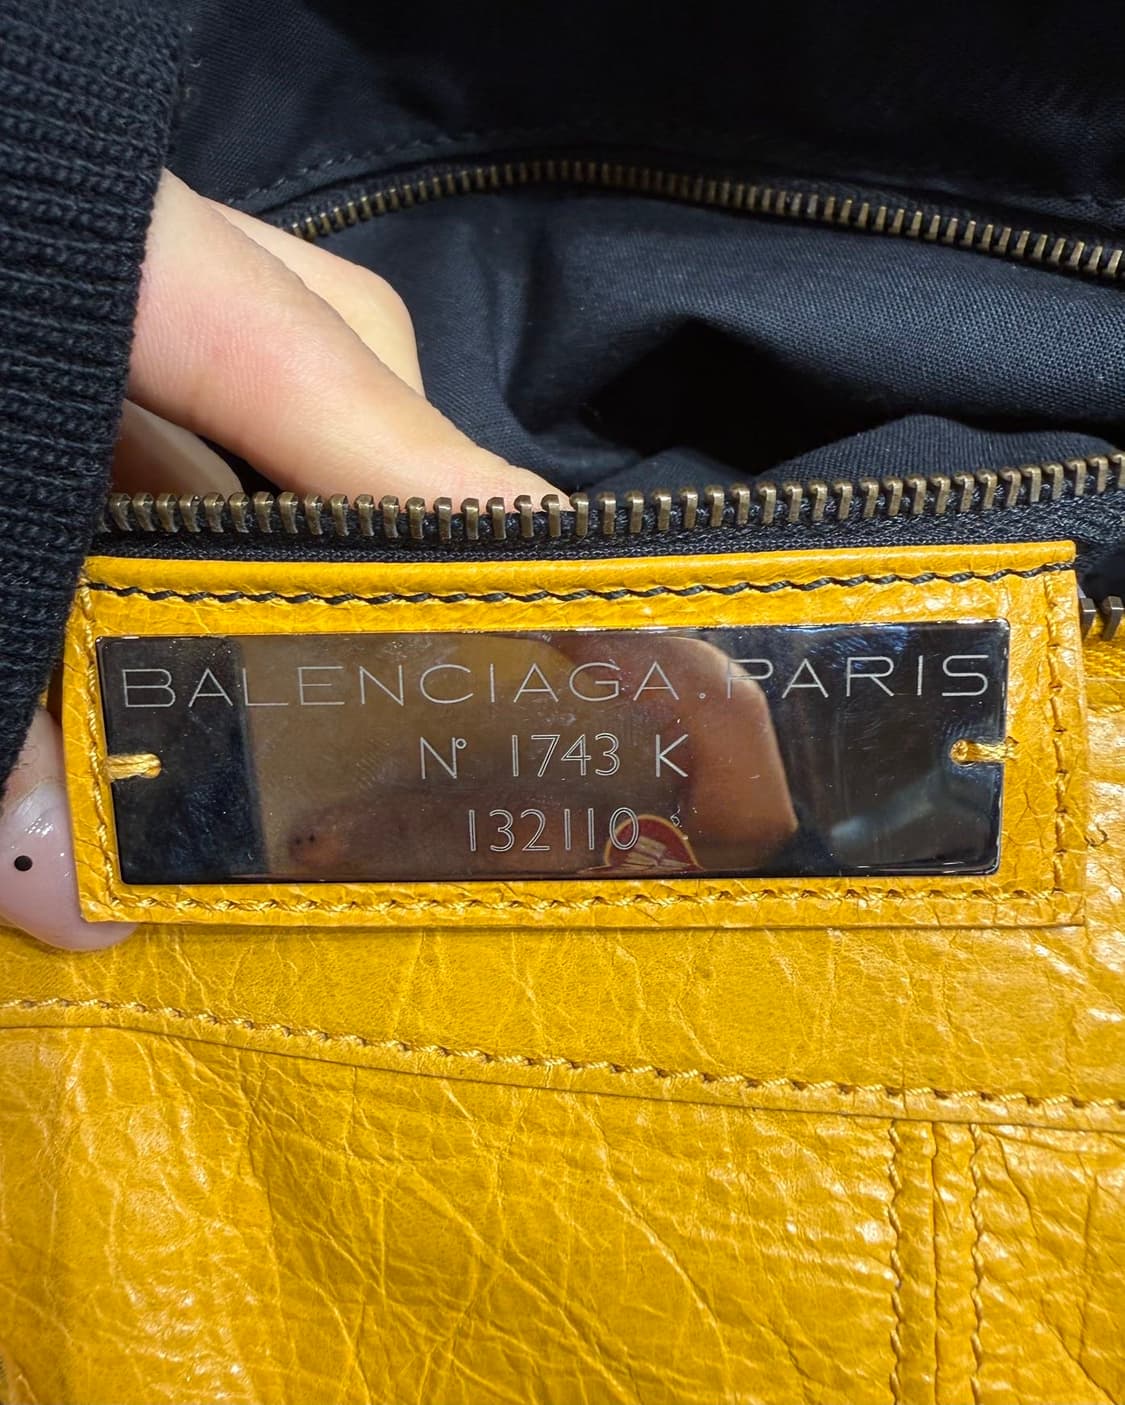 BALENCIAGA.PARIS
N° 1743 K
132110